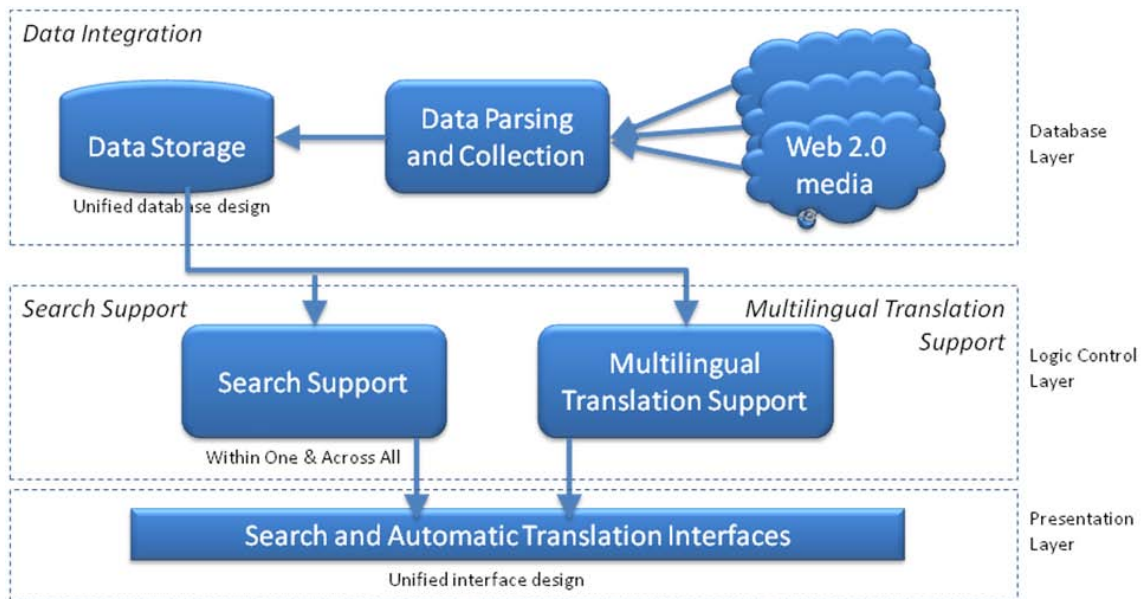 Data Integration
Data Storage
Unified database design
Data Parsing
and Collection
Web 2.0
media
Database
Layer
Search Support
Multilingual Translation
Support
Search Support
Within One & Across All
Multilingual
Translation Support
Logic Control
Layer
Search and Automatic Translation Interfaces
Unified interface design
Presentation
Layer